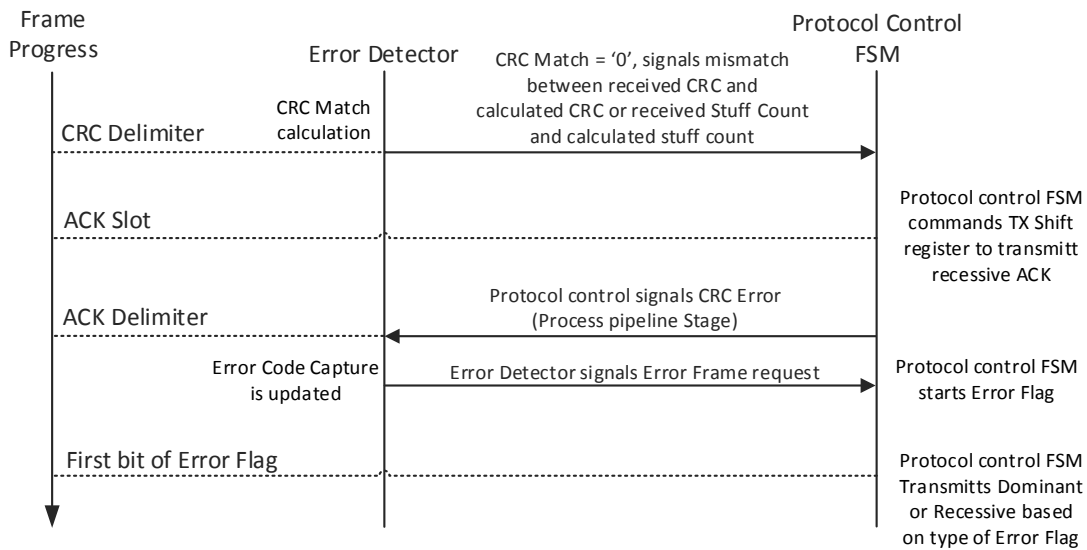 Frame
Progress
Error Detector
Protocol Control
FSM
CRC Match = ‘0’, signals mismatch
between received CRC and
calculated CRC or received Stuff Count
and calculated stuff count
CRC Match
calculation
CRC Delimiter
ACK Slot
Protocol control FSM
commands TX Shift
register to transmitt
recessive ACK
Protocol control signals CRC Error
(Process pipeline Stage)
ACK Delimiter
Error Code Capture
is updated
Error Detector signals Error Frame request
Protocol control FSM
starts Error Flag
First bit of Error Flag
Protocol control FSM
Transmitts Dominant
or Recessive based
on type of Error Flag